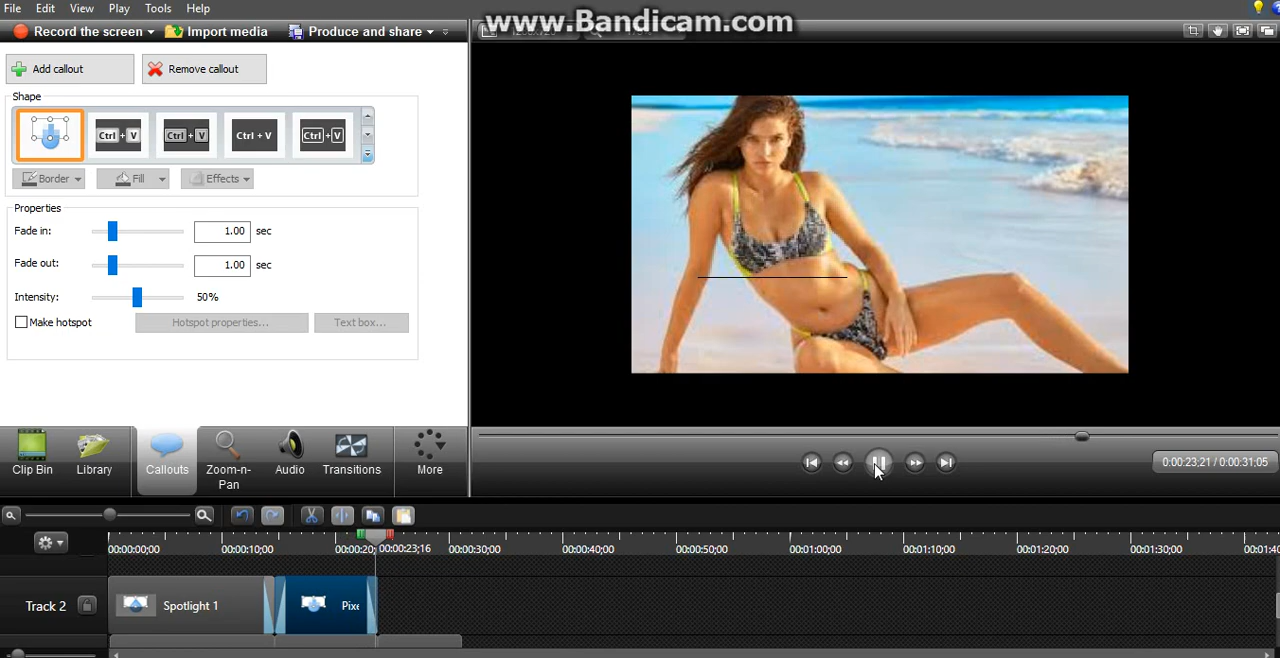 File Edit View Play Tools Help
www.Bandicam.com
Record the screen Import media Produce and share
Add callout Remove callout
Shape
Ctrl + V Ctrl + V Ctrl + V Ctrl + V
Border Fill Effects
Properties
Fade in: 1.00 sec
Fade out: 1.00 sec
Intensity: 50%
Make hotspot Hotspot properties... Text box...
Clip Bin Library Callouts Zoom-n-Pan Audio Transitions More
0:00:23;21 / 0:00:31;05
00:00:00;00 00:00:10;00 00:00:20; 00:00:23;16 00:00:30;00 00:00:40;00 00:00:50;00 00:01:00;00 00:01:10;00 00:01:20;00 00:01:30;00 00:01:40
Track 2 Spotlight 1 Pixe